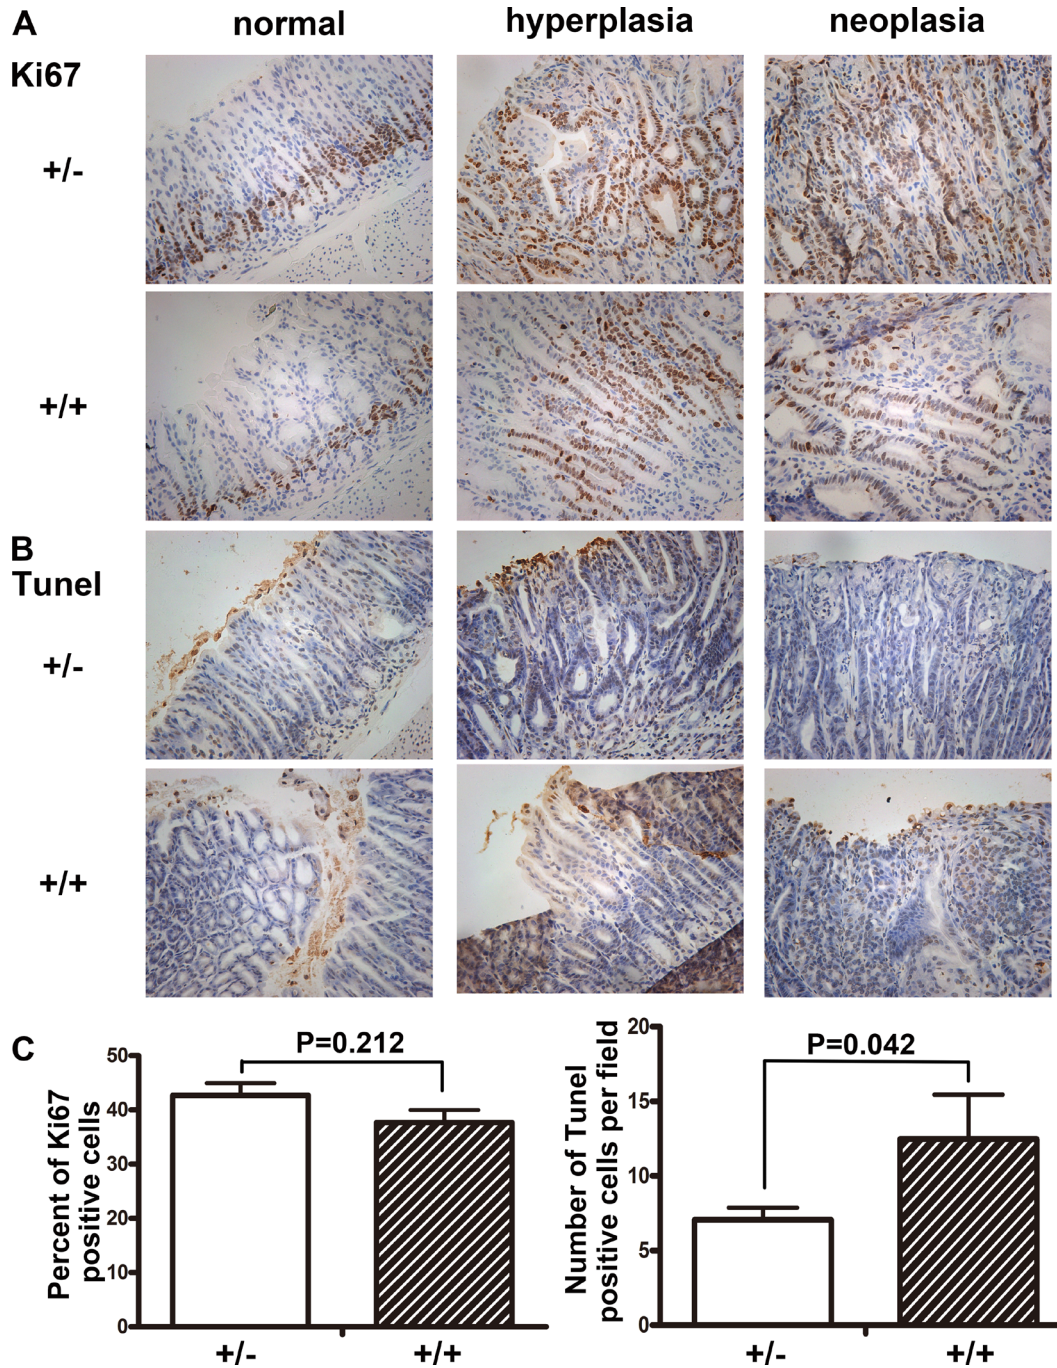 A
normal
hyperplasia
neoplasia
Ki67
+/-
+/+
B
Tunel
+/-
+/+
C
Percent of Ki67
positive cells
50
40
30
20
10
0
P=0.212
+/-
+/+
Number of Tunel
positive cells per field
20
15
10
5
0
P=0.042
+/-
+/+